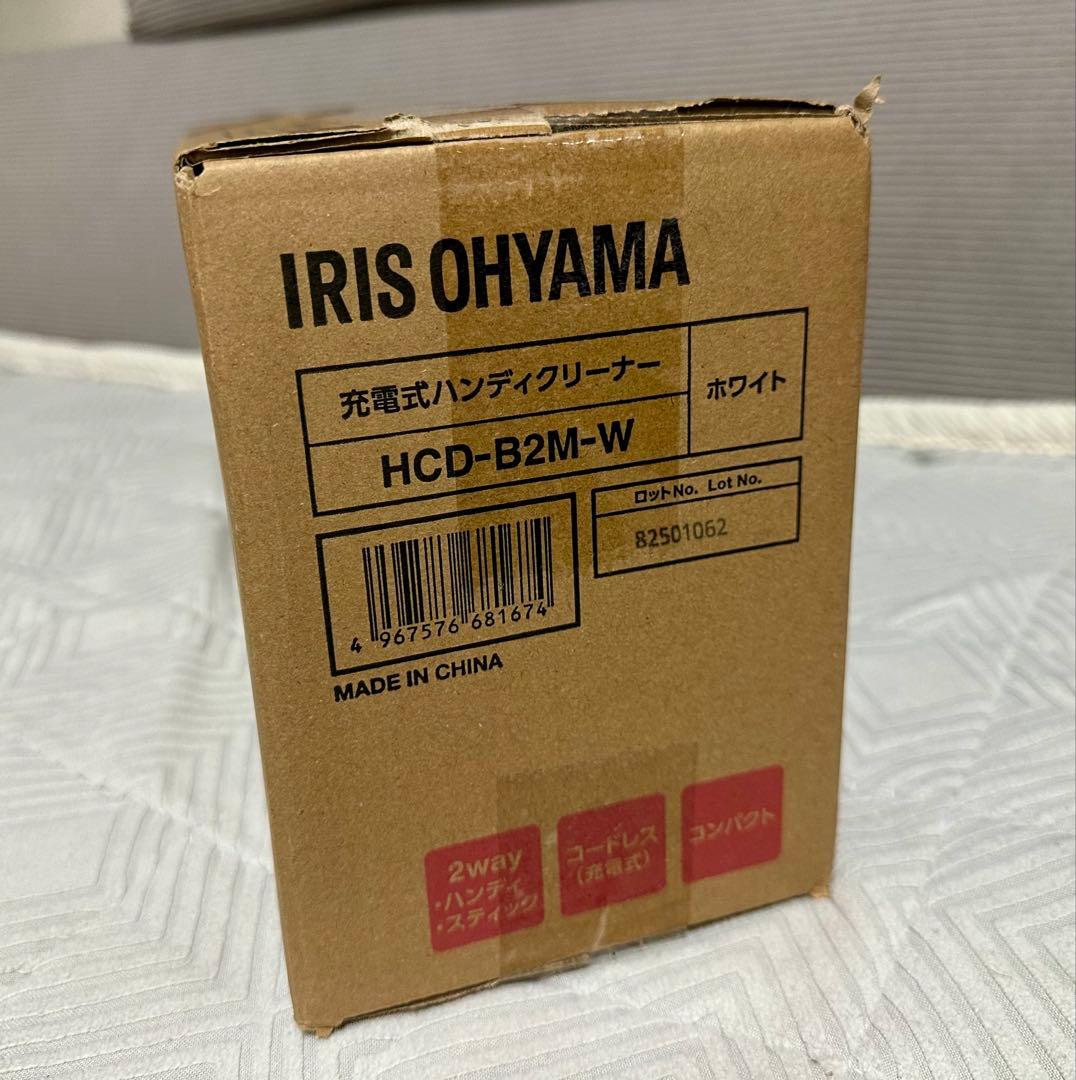 IRIS OHYAMA
充電式ハンディクリーナー
ホワイト
HCD-B2M-W
ロットNo. Lot No.
82501062
4 967576 681674
MADE IN CHINA
2way
・ハンディ
・スティック
コードレス
(充電式)
コンパクト